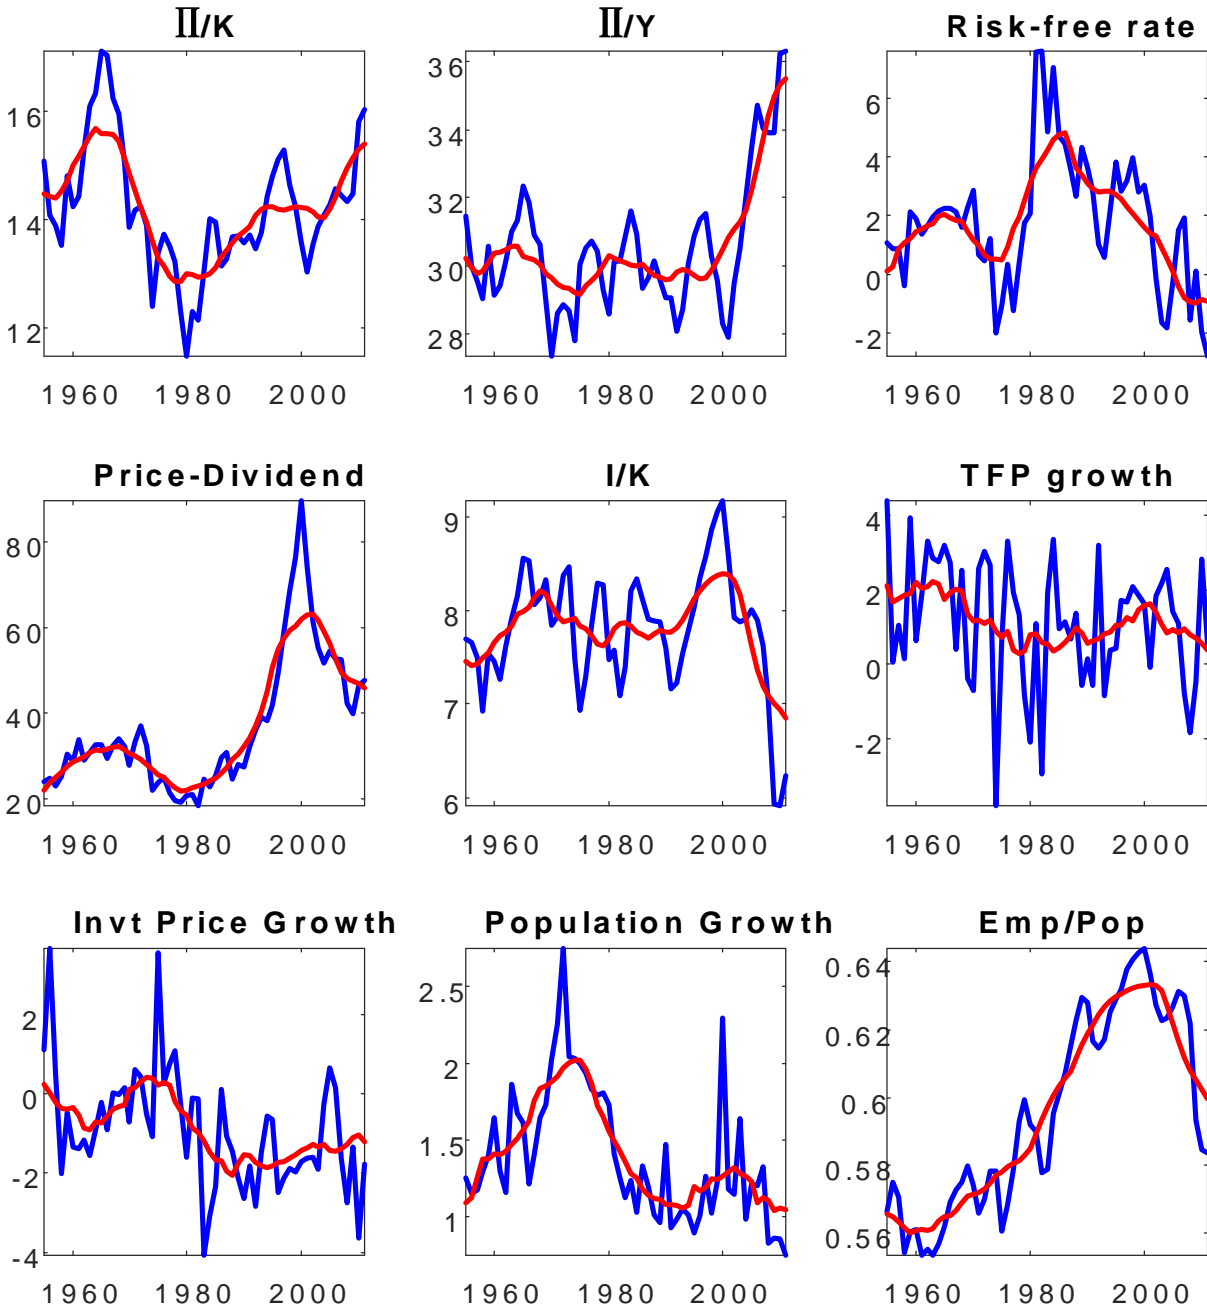 Π/K
Π/Y
Risk-free rate
16
14
12
1960 1980 2000
36
34
32
30
28
1960 1980 2000
6
4
2
0
-2
1960 1980 2000
Price-Dividend
I/K
TFP growth
80
60
40
20
1960 1980 2000
9
8
7
6
1960 1980 2000
4
2
0
-2
1960 1980 2000
Invt Price Growth
Population Growth
Emp/Pop
2
0
-2
-4
1960 1980 2000
2.5
2
1.5
1
1960 1980 2000
0.64
0.62
0.6
0.58
0.56
1960 1980 2000